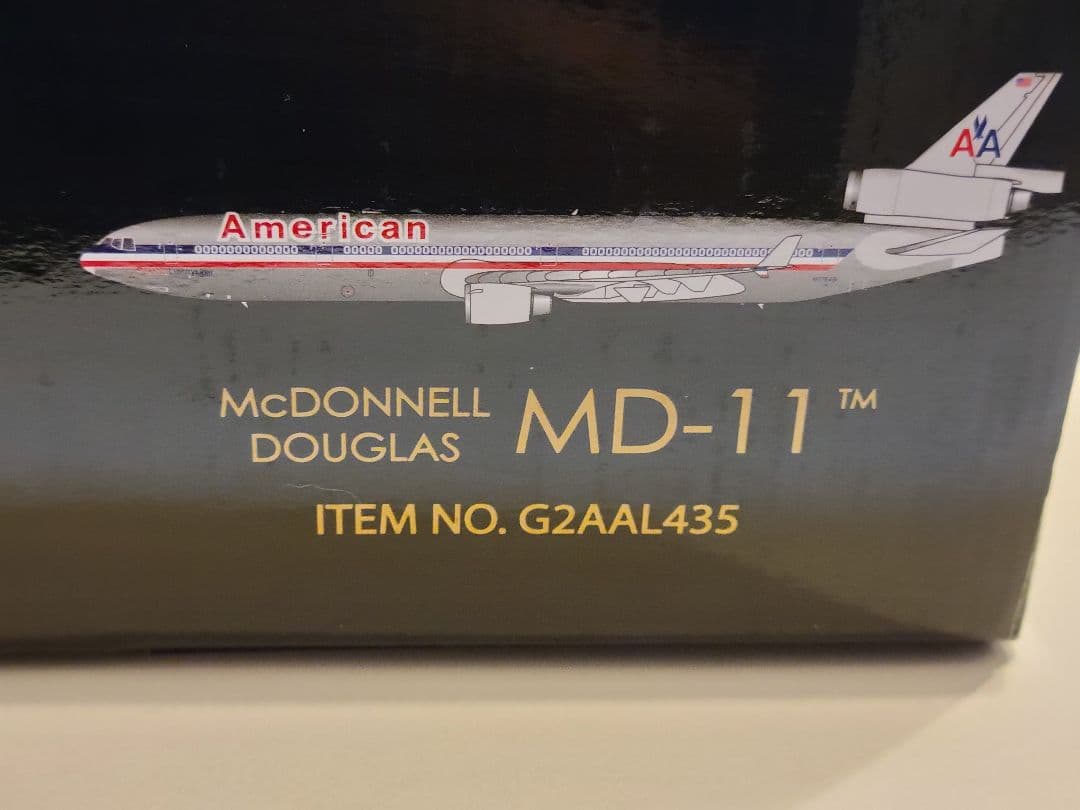 AA
American
McDONNELL
DOUGLAS
MD-11™
ITEM NO. G2AAL435